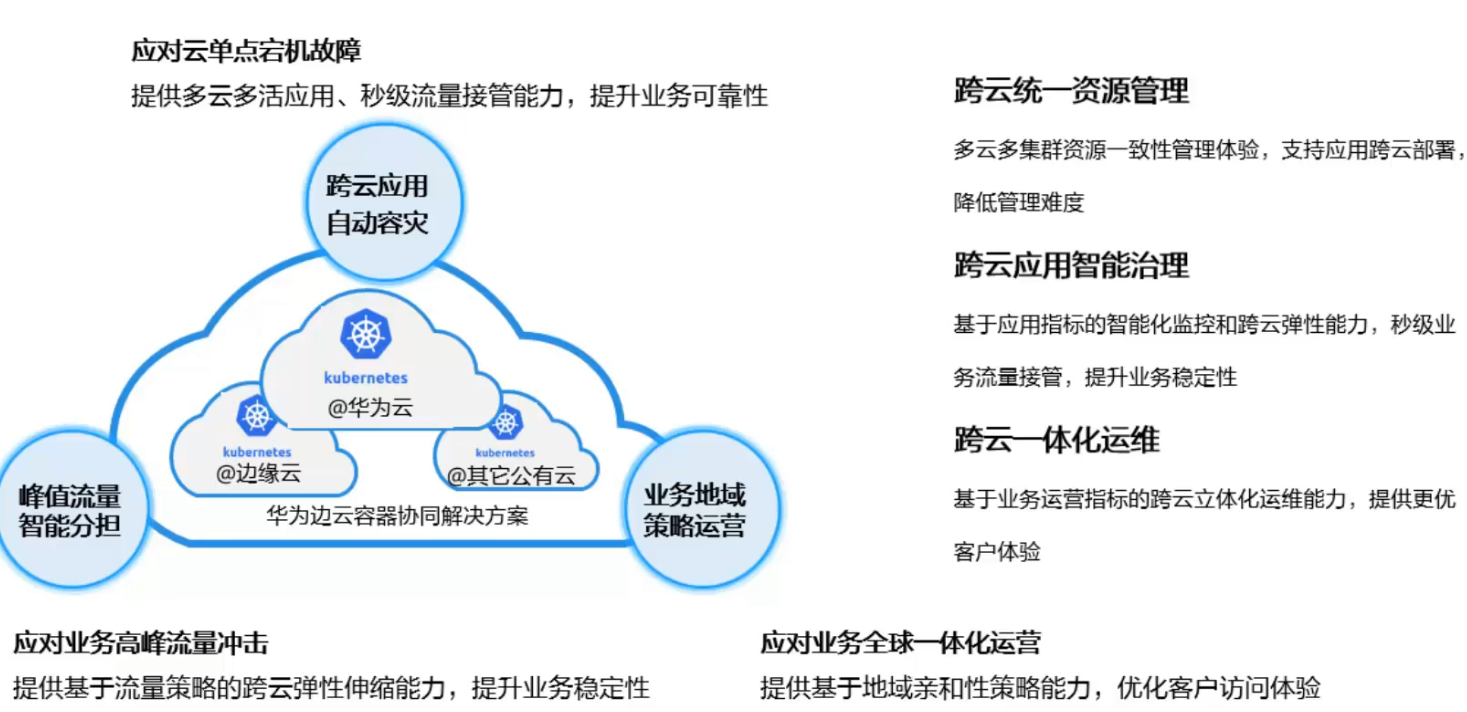 应对云单点宕机故障
提供多云多活应用、秒级流量接管能力，提升业务可靠性
跨云应用
自动容灾
kubernetes
@华为云
kubernetes
@边缘云
kubernetes
@其它公有云
华为边云容器协同解决方案
峰值流量
智能分担
业务地域
策略运营
应对业务高峰流量冲击
提供基于流量策略的跨云弹性伸缩能力，提升业务稳定性
应对业务全球一体化运营
提供基于地域亲和性策略能力，优化客户访问体验
跨云统一资源管理
多云多集群资源一致性管理体验，支持应用跨云部署，
降低管理难度
跨云应用智能治理
基于应用指标的智能化监控和跨云弹性能力，秒级业
务流量接管，提升业务稳定性
跨云一体化运维
基于业务运营指标的跨云立体化运维能力，提供更优
客户体验